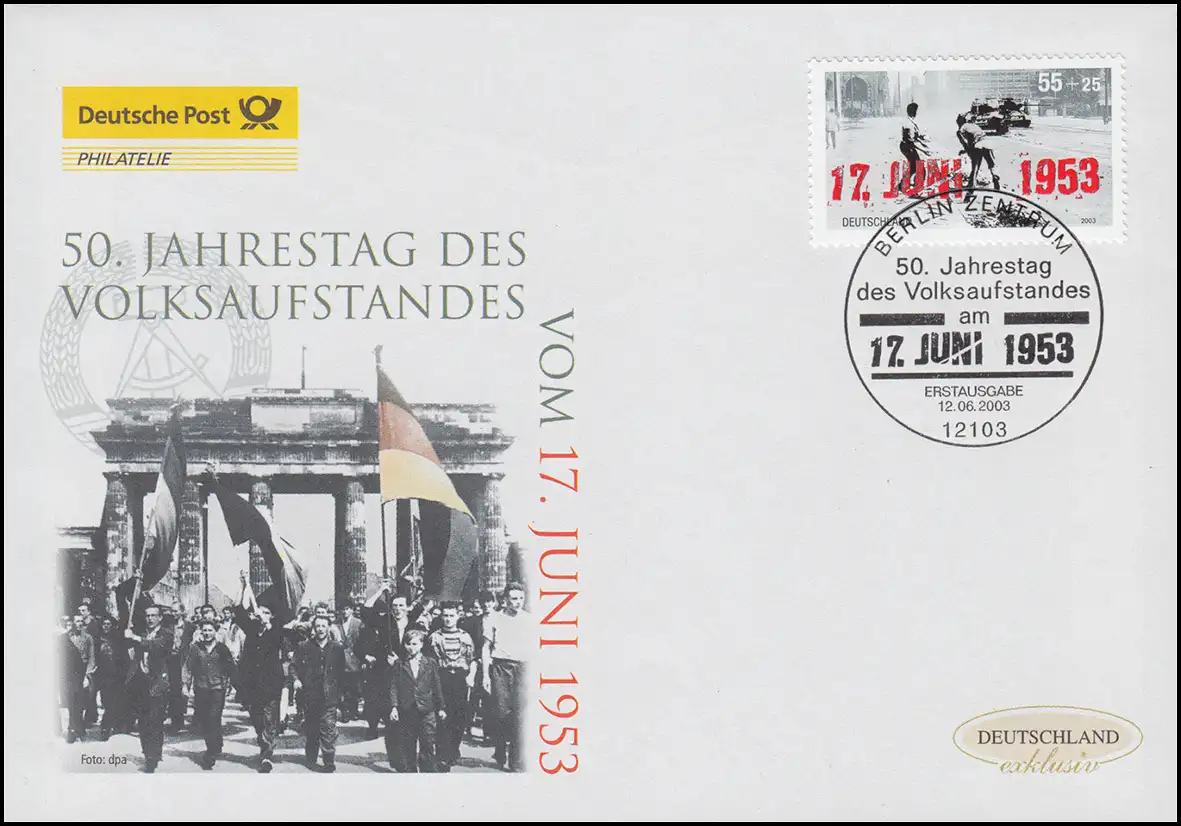 Deutsche Post
PHILATELIE
50. JAHRESTAG DES
VOLKSAUFSTANDES
VOM 17. JUNI 1953
Foto: dpa
55+25
17. JUNI 1953
DEUTSCHLAND
2003
BERLIN ZENTRUM
50. Jahrestag
des Volksaufstandes
am
17. JUNI 1953
ERSTAUSGABE
12.06.2003
12103
DEUTSCHLAND
exklusiv